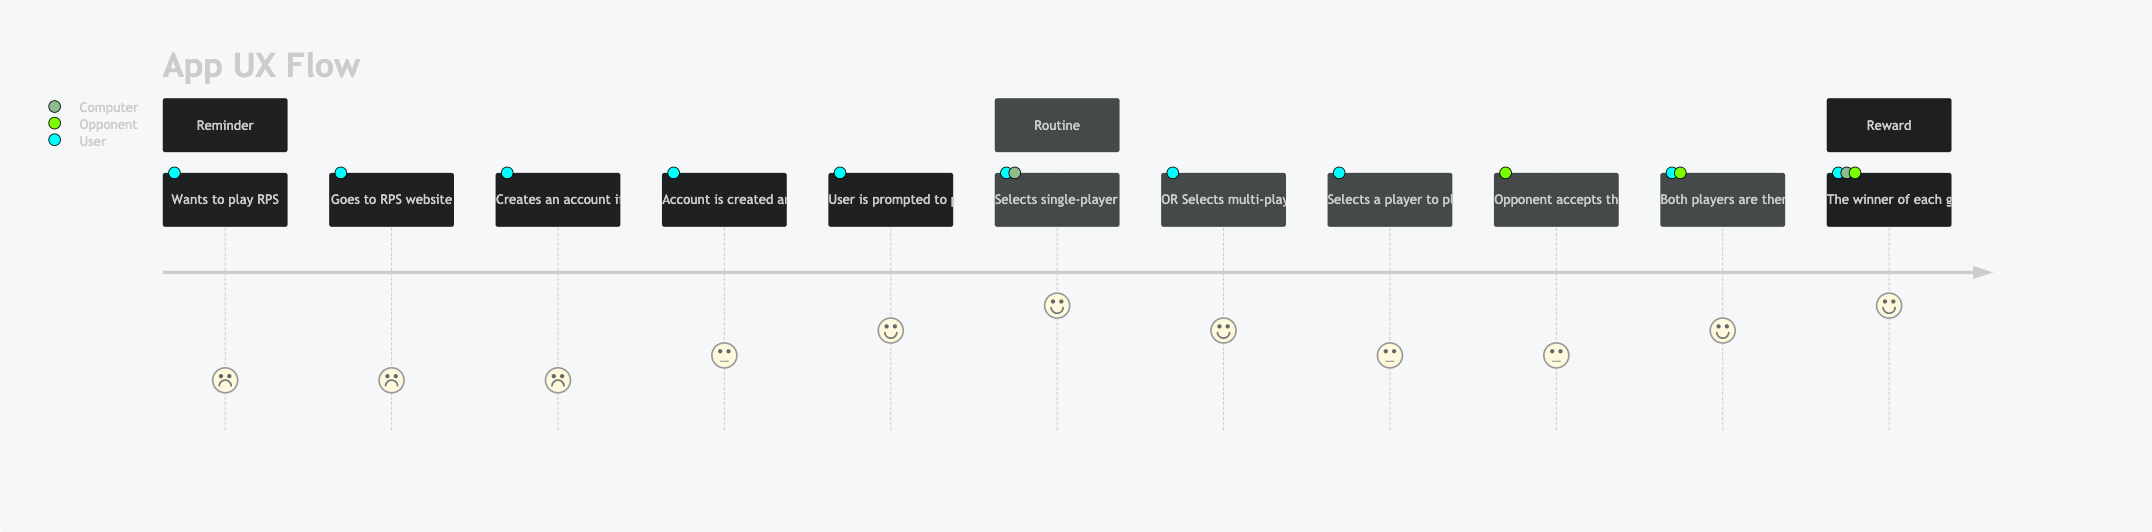 App UX Flow
Computer
Opponent
User
Reminder
Routine
Reward
Wants to play RPS
Goes to RPS website
Creates an account i
Account is created a
User is prompted to
Selects single-player
OR Selects multi-play
Selects a player to pl
Opponent accepts th
Both players are ther
The winner of each g